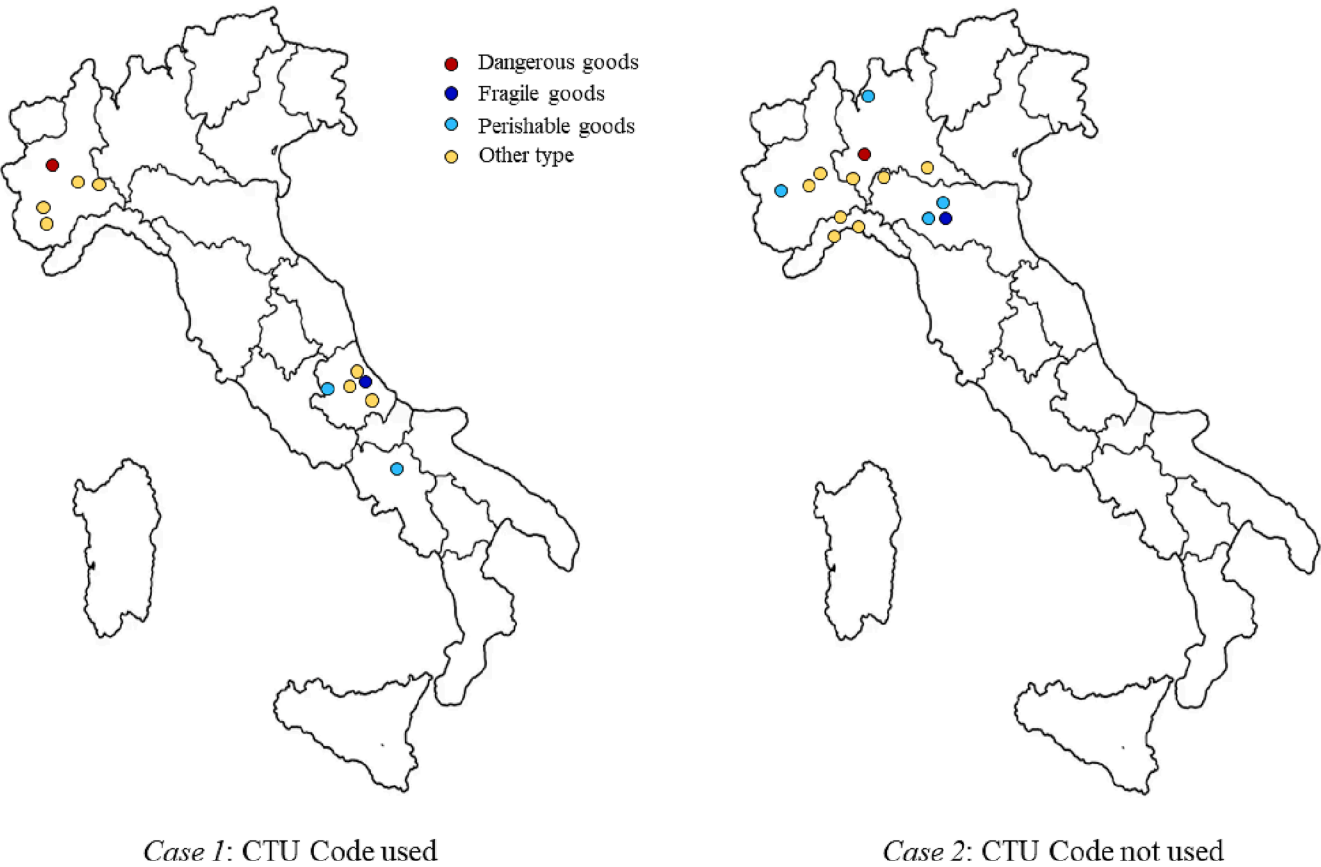 Dangerous goods
Fragile goods
Perishable goods
Other type
Case 1: CTU Code used
Case 2: CTU Code not used